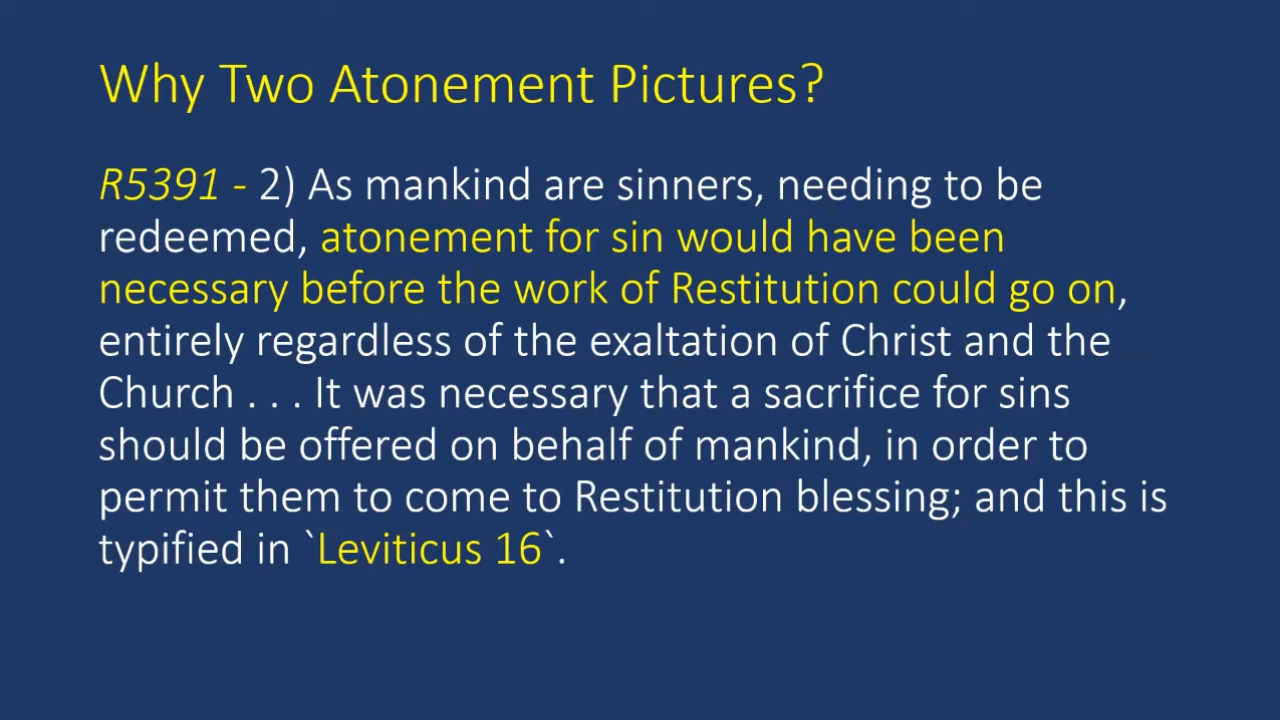 Why Two Atonement Pictures?
R5391 - 2) As mankind are sinners, needing to be
redeemed, atonement for sin would have been
necessary before the work of Restitution could go on,
entirely regardless of the exaltation of Christ and the
Church . . . It was necessary that a sacrifice for sins
should be offered on behalf of mankind, in order to
permit them to come to Restitution blessing; and this is
typified in `Leviticus 16`.